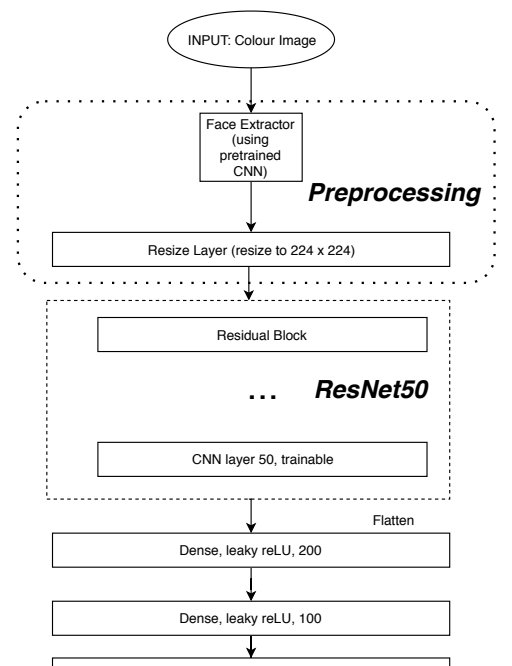 INPUT: Colour Image
Face Extractor
(using
pretrained
CNN)
Preprocessing
Resize Layer (resize to 224 x 224)
Residual Block
...
ResNet50
CNN layer 50, trainable
Flatten
Dense, leaky reLU, 200
Dense, leaky reLU, 100